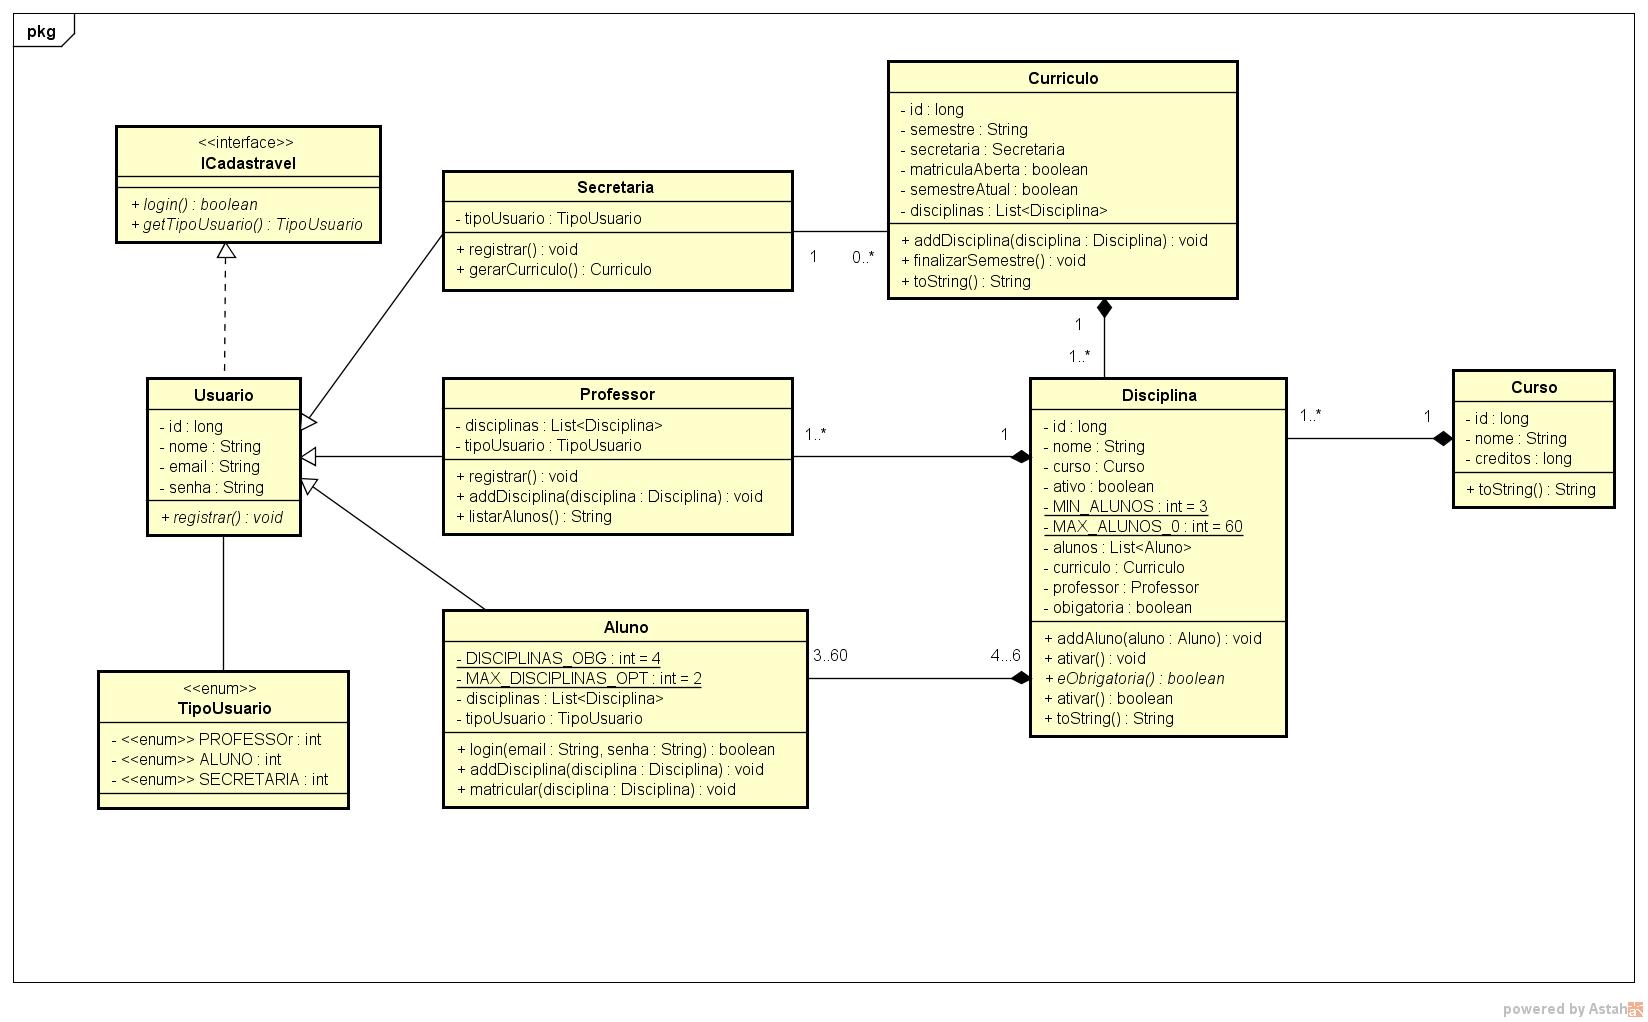 pkg
<<interface>>
ICadastravel
+ login() : boolean
+ getTipoUsuario() : TipoUsuario
Secretaria
- tipoUsuario : TipoUsuario
+ registrar() : void
+ gerarCurriculo() : Curriculo
1
0..*
Curriculo
- id : long
- semestre : String
- secretaria : Secretaria
- matriculaAberta : boolean
- semestreAtual : boolean
- disciplinas : List<Disciplina>
+ addDisciplina(disciplina : Disciplina) : void
+ finalizarSemestre() : void
+ toString() : String
1
1..*
Usuario
- id : long
- nome : String
- email : String
- senha : String
+ registrar() : void
Professor
- disciplinas : List<Disciplina>
- tipoUsuario : TipoUsuario
+ registrar() : void
+ addDisciplina(disciplina : Disciplina) : void
+ listarAlunos() : String
1..*
1
Disciplina
- id : long
- nome : String
- curso : Curso
- ativo : boolean
- MIN_ALUNOS : int = 3
- MAX_ALUNOS_0 : int = 60
- alunos : List<Aluno>
- curriculo : Curriculo
- professor : Professor
- obigatoria : boolean
+ addAluno(aluno : Aluno) : void
+ ativar() : void
+ eObrigatoria() : boolean
+ ativar() : boolean
+ toString() : String
1..*
1
Curso
- id : long
- nome : String
- creditos : long
+ toString() : String
<<enum>>
TipoUsuario
- <<enum>> PROFESSOr : int
- <<enum>> ALUNO : int
- <<enum>> SECRETARIA : int
Aluno
- DISCIPLINAS_OBG : int = 4
- MAX_DISCIPLINAS_OPT : int = 2
- disciplinas : List<Disciplina>
- tipoUsuario : TipoUsuario
+ login(email : String, senha : String) : boolean
+ addDisciplina(disciplina : Disciplina) : void
+ matricular(disciplina : Disciplina) : void
3..60
4...6
powered by Astah